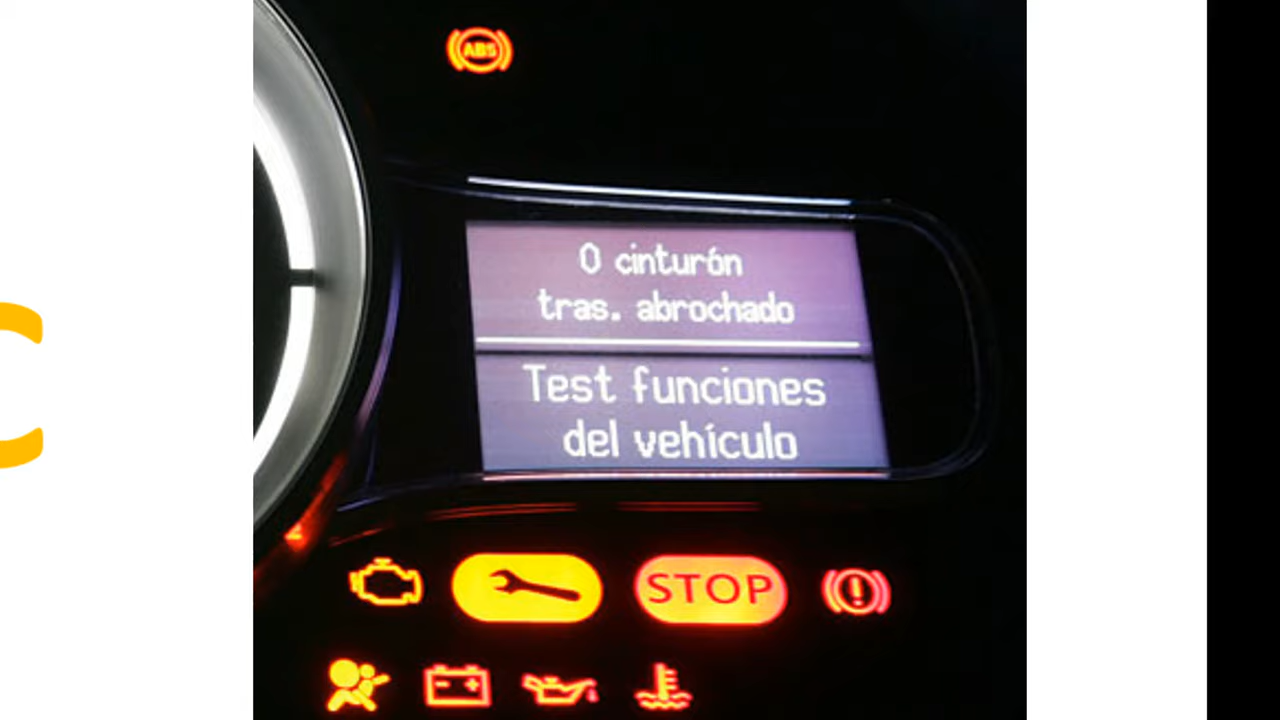 ABS
0 cinturón
tras. abrochado
Test funciones
del vehículo
STOP